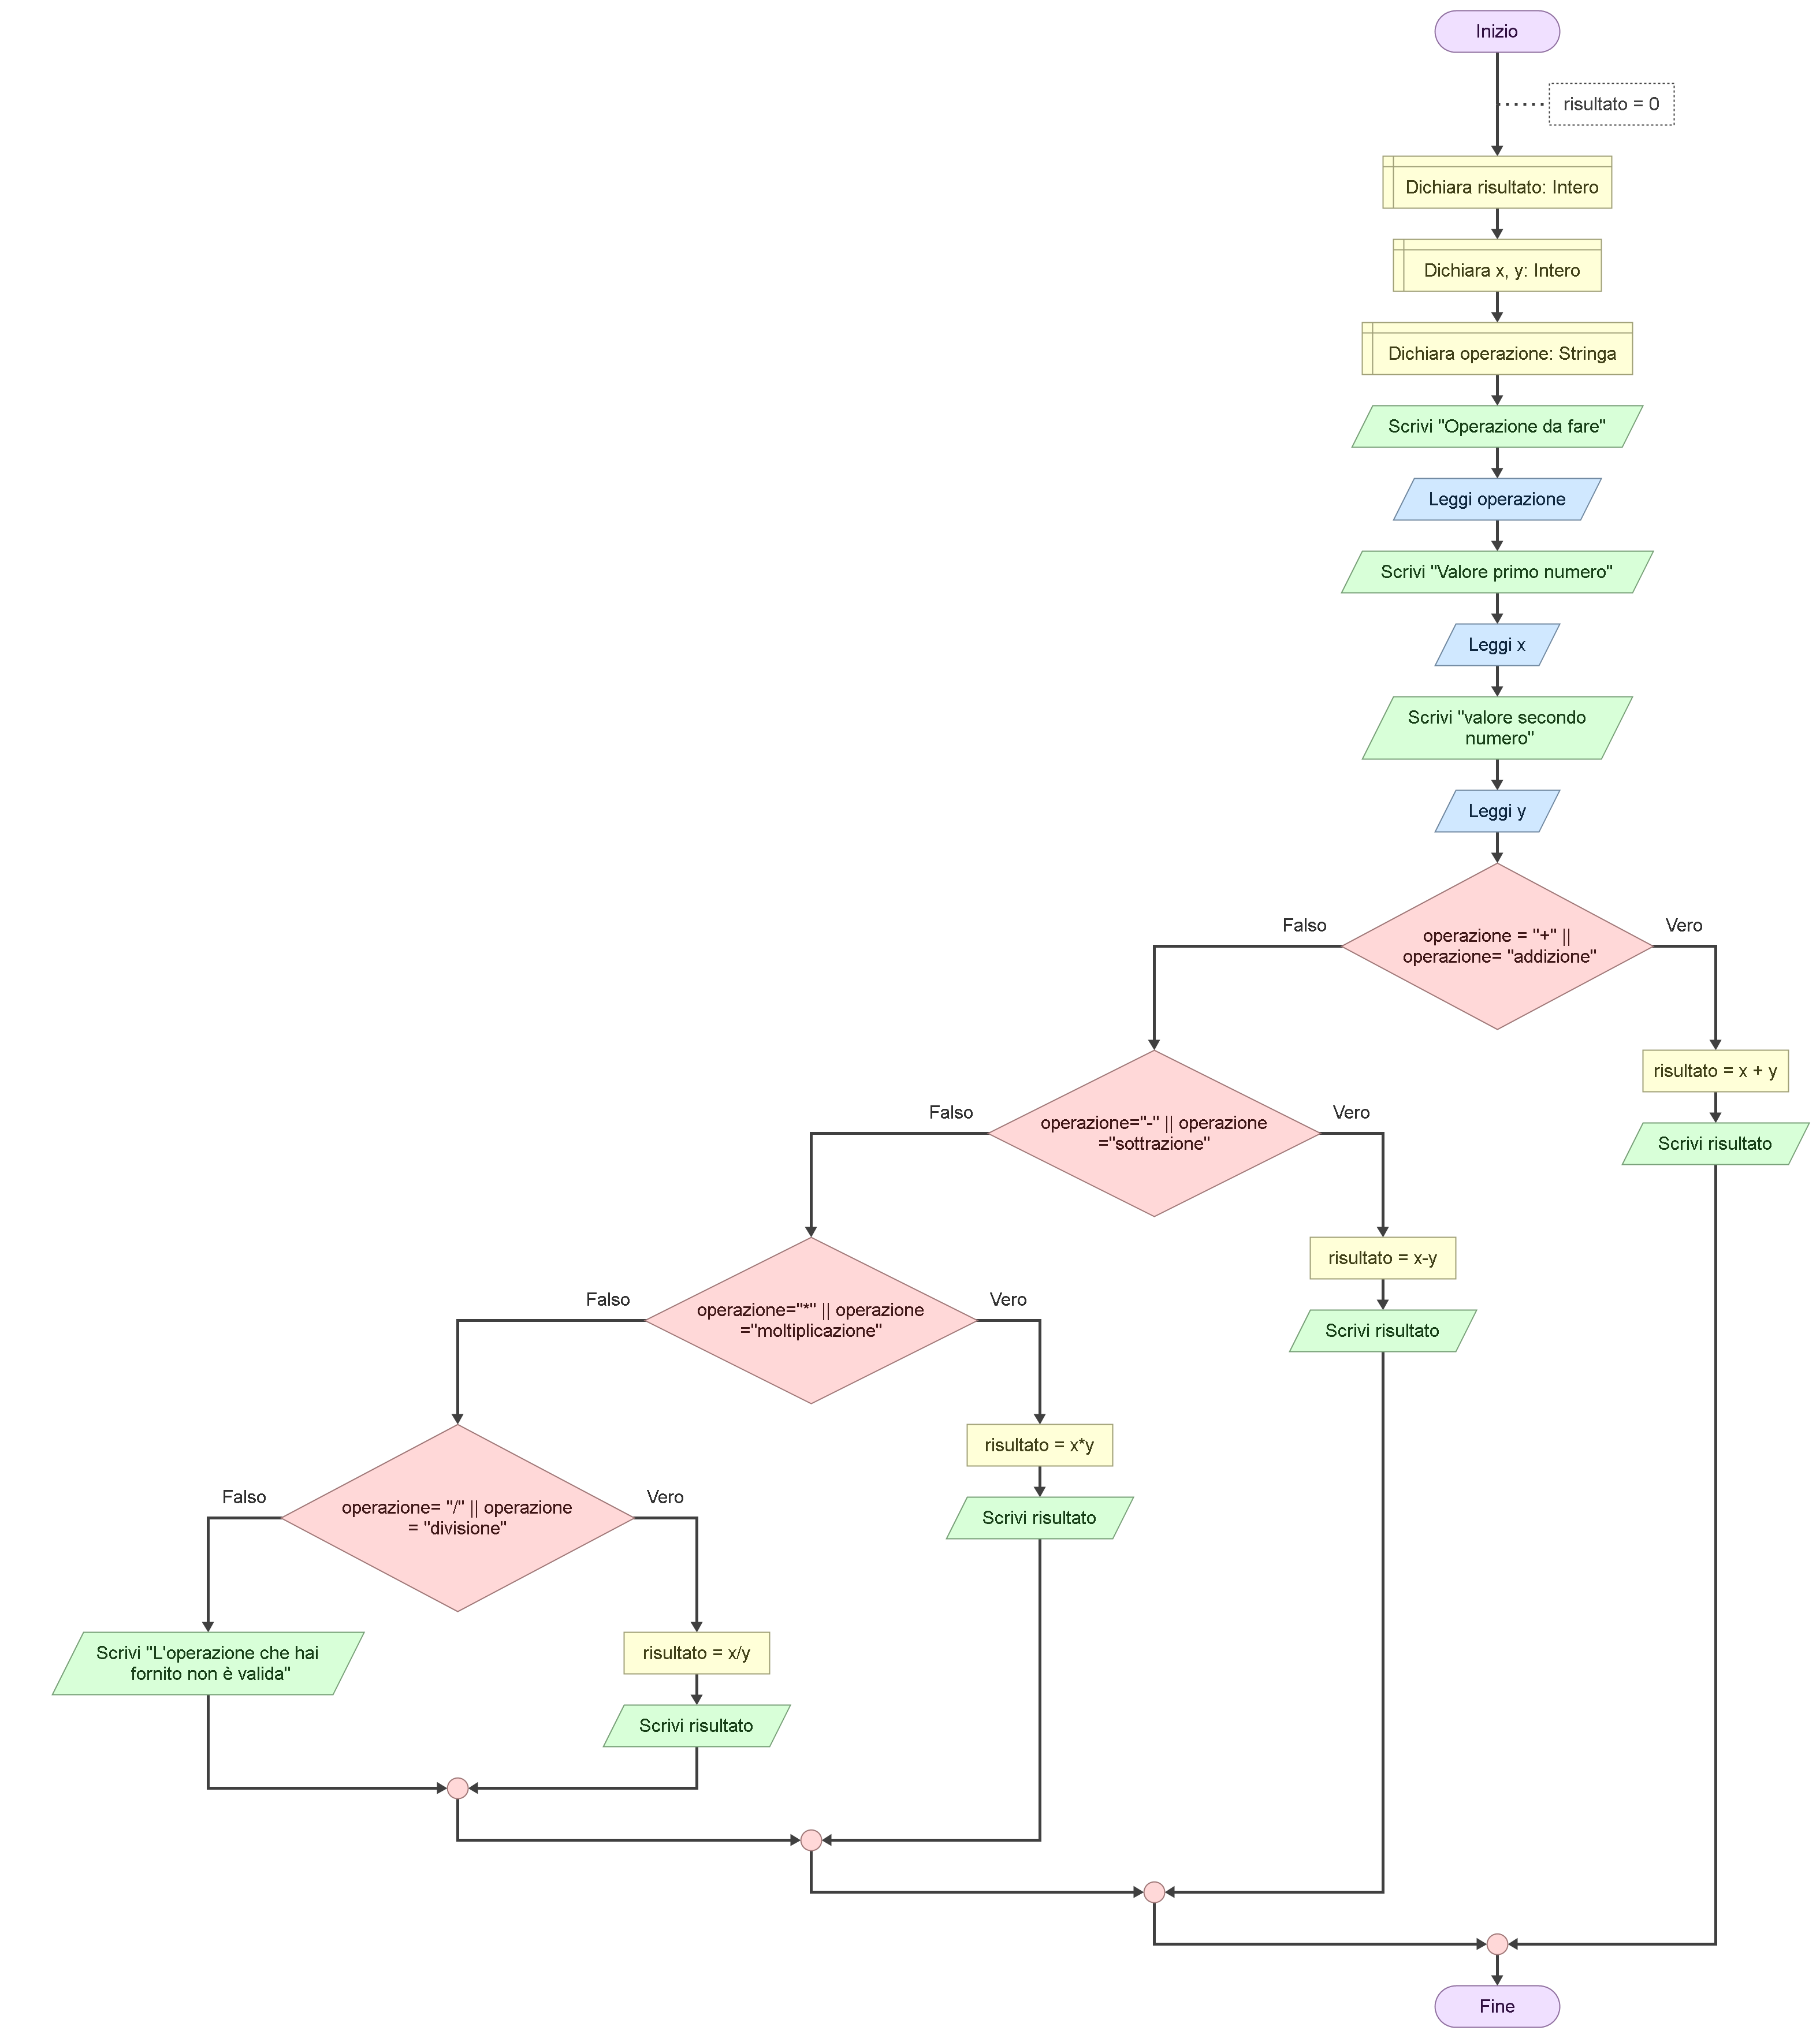 Inizio
risultato = 0
Dichiara risultato: Intero
Dichiara x, y: Intero
Dichiara operazione: Stringa
Scrivi "Operazione da fare"
Leggi operazione
Scrivi "Valore primo numero"
Leggi x
Scrivi "valore secondo
numero"
Leggi y
Falso
operazione = "+" ||
operazione= "addizione"
Vero
risultato = x + y
Scrivi risultato
Falso
operazione="-" || operazione
="sottrazione"
Vero
risultato = x-y
Scrivi risultato
Falso
operazione="*" || operazione
="moltiplicazione"
Vero
risultato = x*y
Scrivi risultato
Falso
operazione= "/" || operazione
= "divisione"
Vero
Scrivi "L'operazione che hai
fornito non è valida"
risultato = x/y
Scrivi risultato
Fine